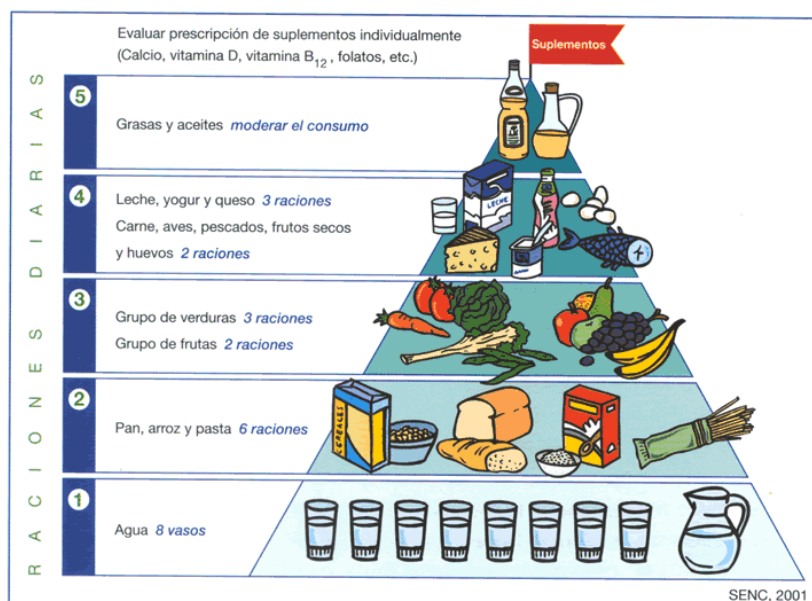 Evaluar prescripción de suplementos individualmente
(Calcio, vitamina D, vitamina B12, folatos, etc.)
Suplementos
RACIONES DIARIAS
5
Grasas y aceites moderar el consumo
4
Leche, yogur y queso 3 raciones
Carne, aves, pescados, frutos secos
y huevos 2 raciones
LECHE
3
Grupo de verduras 3 raciones
Grupo de frutas 2 raciones
2
Pan, arroz y pasta 6 raciones
CEREALES
1
Agua 8 vasos
SENC, 2001